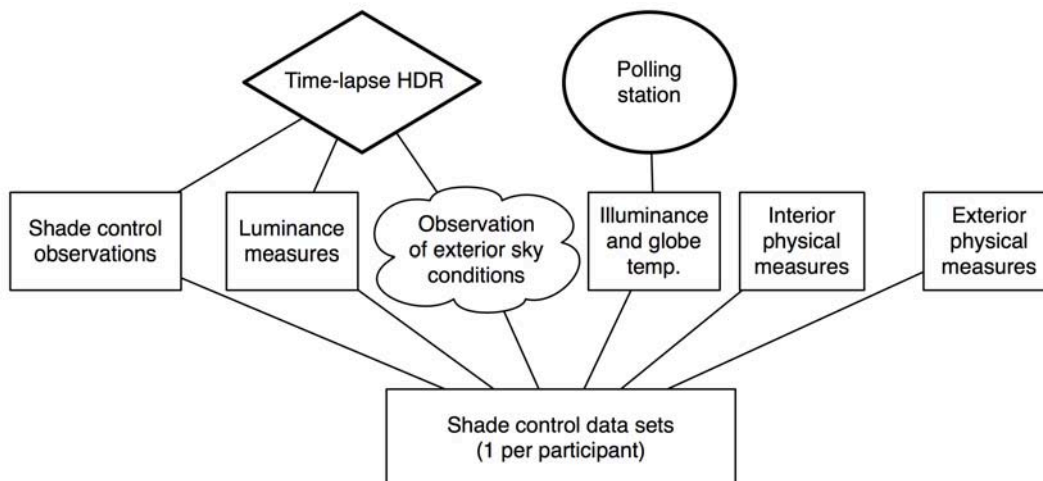 Time-lapse HDR
Polling
station
Shade control
observations
Luminance
measures
Observation
of exterior sky
conditions
Illuminance
and globe
temp.
Interior
physical
measures
Exterior
physical
measures
Shade control data sets
(1 per participant)